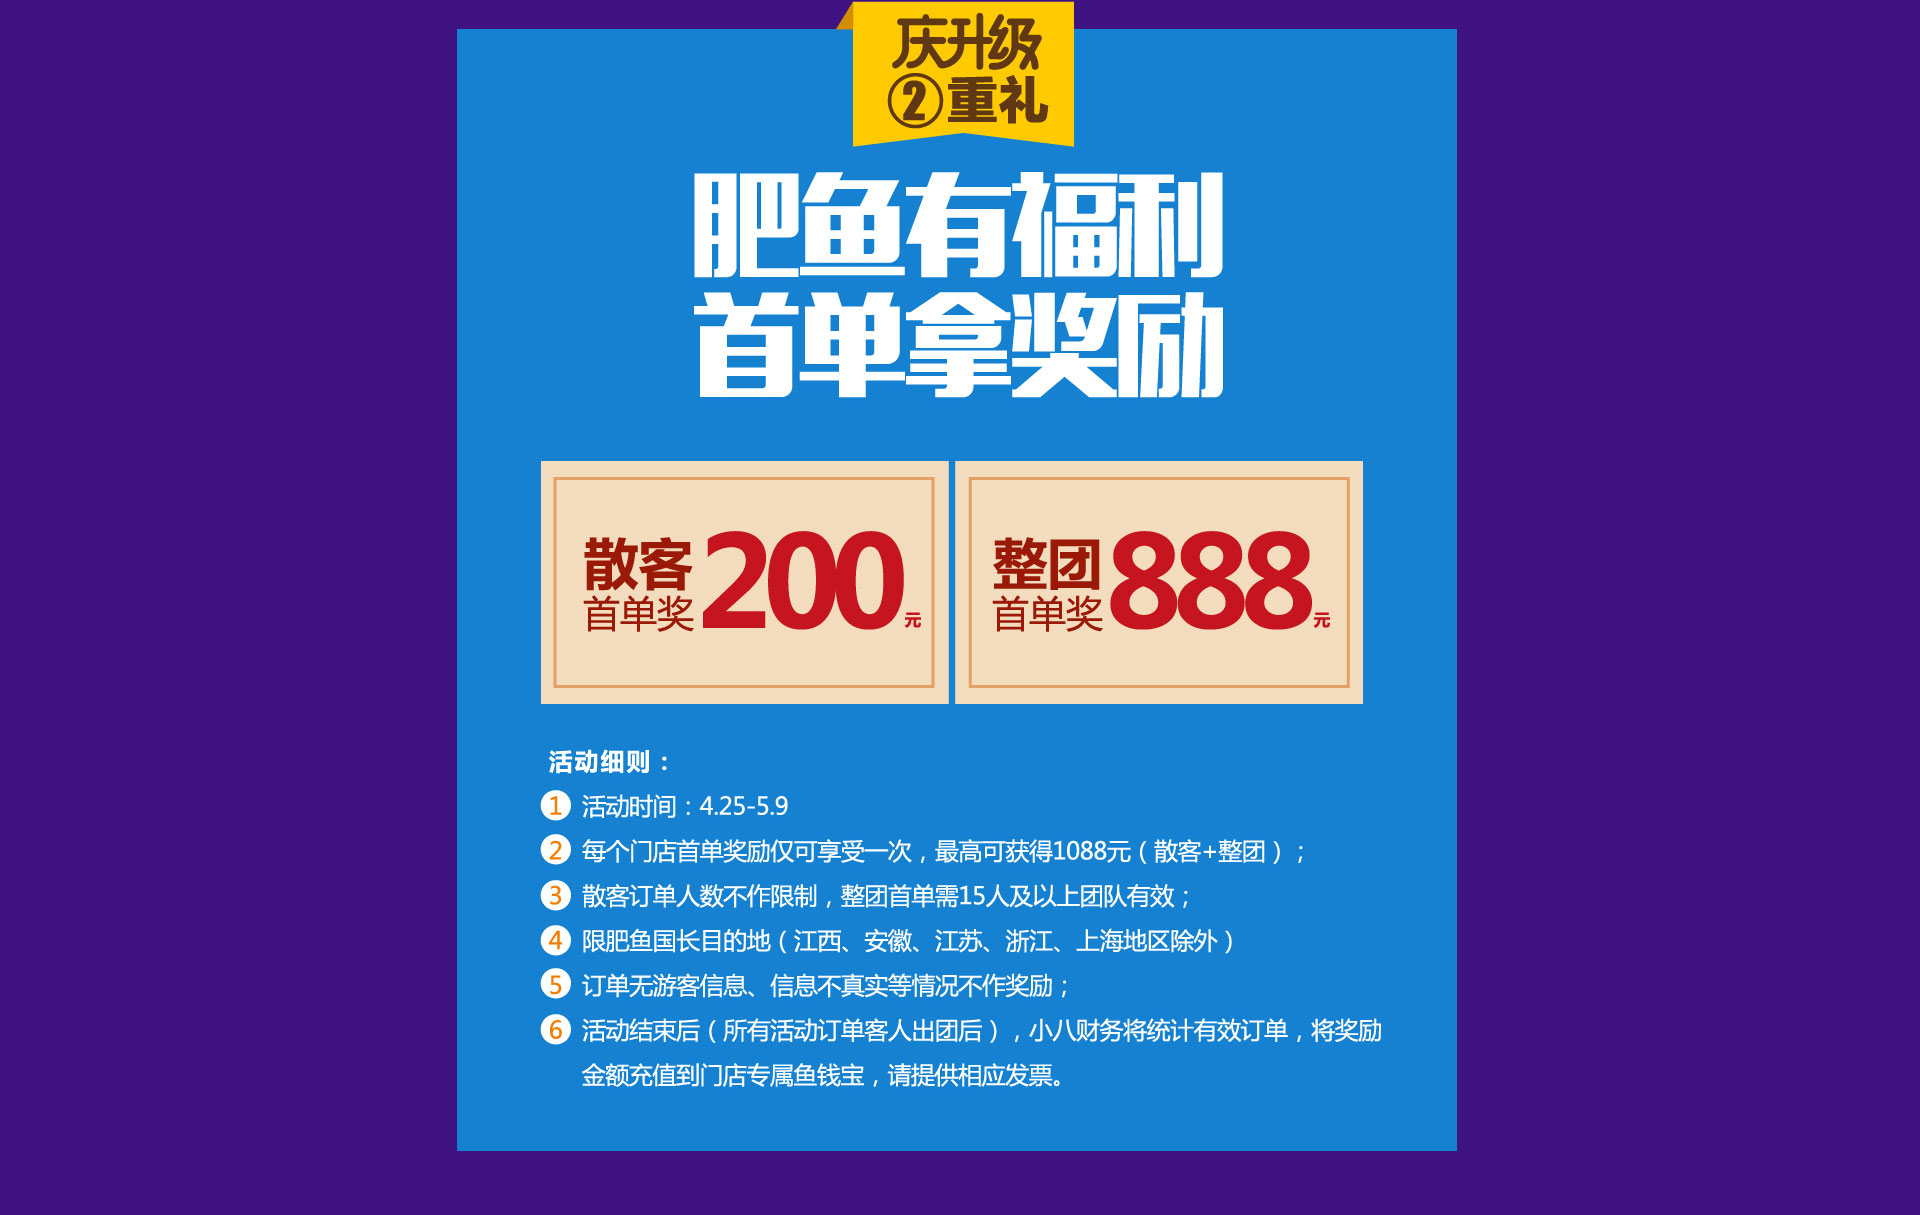 庆升级
②重礼
肥鱼有福利
首单拿奖励
散客
首单奖
200元
整团
首单奖
888元
活动细则：
1 活动时间：4.25-5.9
2 每个门店首单奖励仅可享受一次，最高可获得1088元（散客+整团）；
3 散客订单人数不作限制，整团首单需15人及以上团队有效；
4 限肥鱼国长目的地（江西、安徽、江苏、浙江、上海地区除外）
5 订单无游客信息、信息不真实等情况不作奖励；
6 活动结束后（所有活动订单客人出团后），小八财务将统计有效订单，将奖励
金额充值到门店专属鱼钱宝，请提供相应发票。